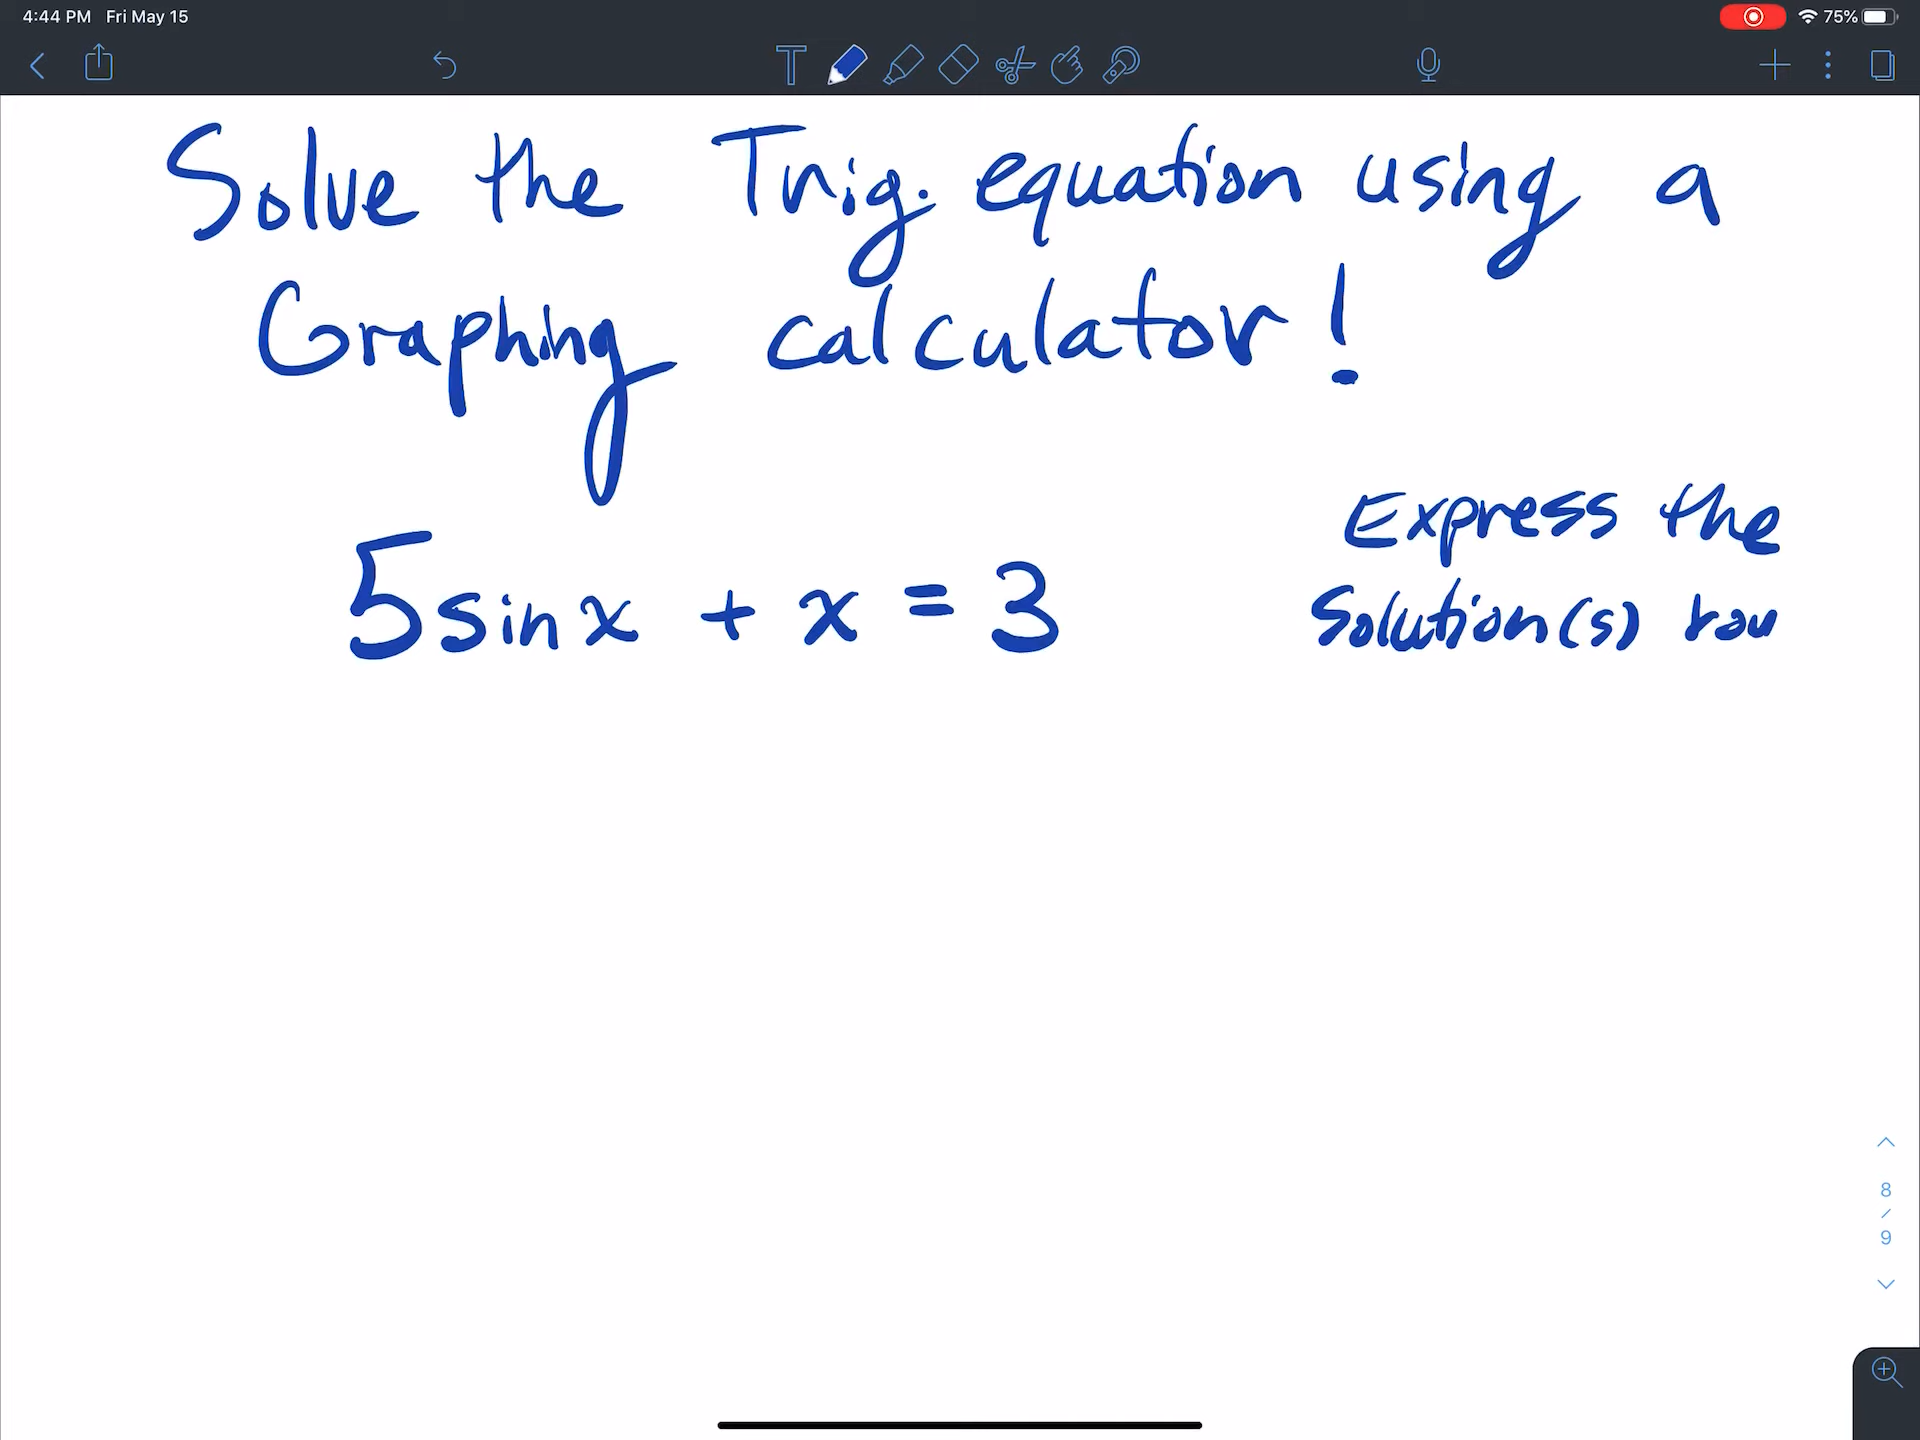 4:44 PM Fri May 15
75%
Solve the Trig. equation using a
Graphing calculator!
Express the
5sinx + x = 3
Solution(s) rou
8
/
9